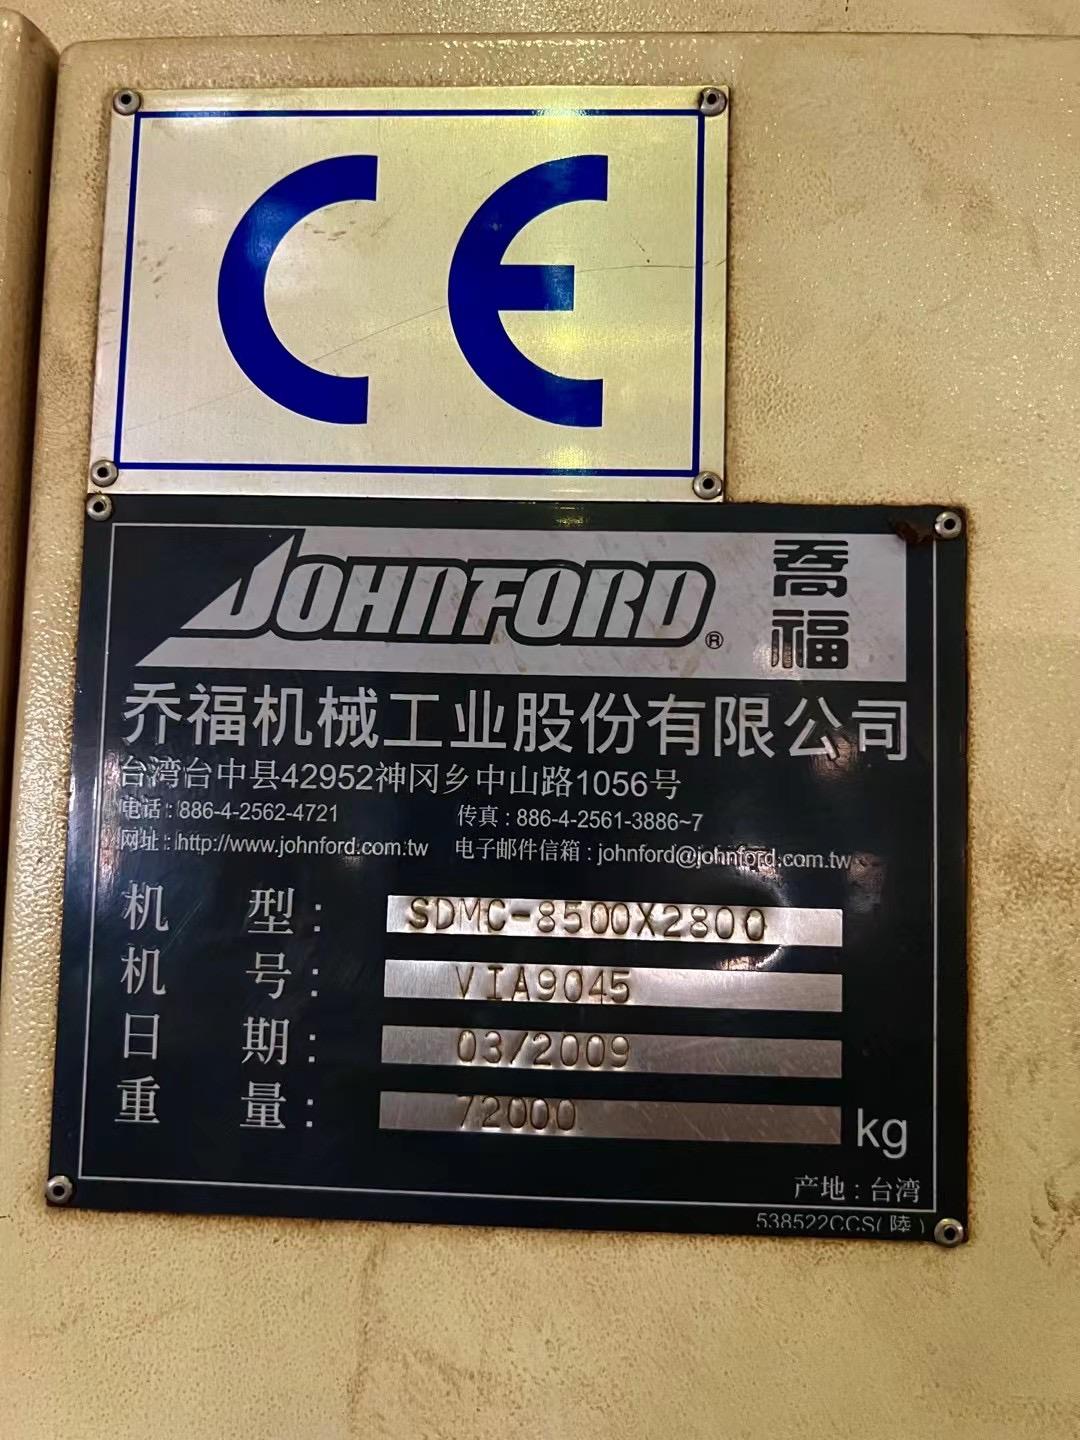 CE
JOHNFORD® 喬福
乔福机械工业股份有限公司
台湾台中县42952神冈乡中山路1056号
电话:886-4-2562-4721 传真:886-4-2561-3886~7
网址:http://www.johnford.com.tw 电子邮件信箱:johnford@johnford.com.tw
机型: SDMC-8500X2800
机号: VIA9045
日期: 03/2009
重量: 72000 kg
产地:台湾
538522CCS(陸)